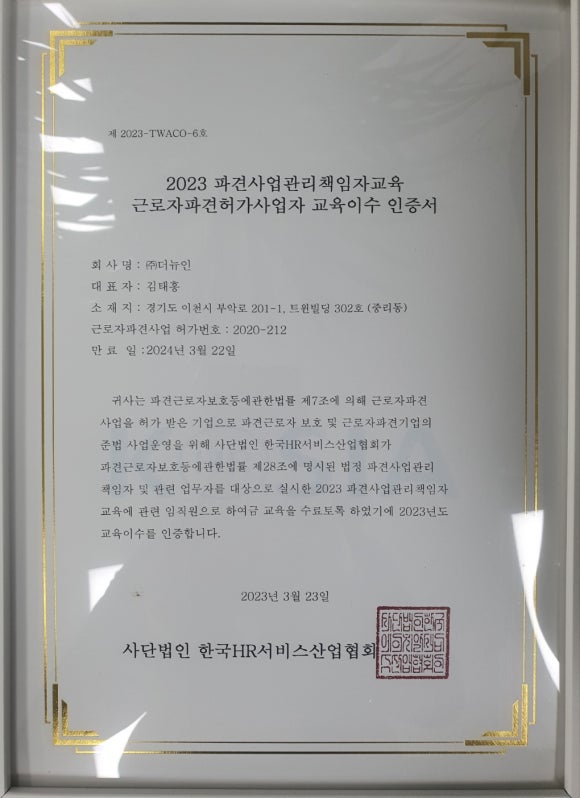 제 2023-TWACO-6호
2023 파견사업관리책임자교육
근로자파견허가사업자 교육이수 인증서
회 사 명 : ㈜더뉴인
대 표 자 : 김태홍
소 재 지 : 경기도 이천시 부악로 201-1, 트윈빌딩 302호 (중리동)
근로자파견사업 허가번호 : 2020-212
만 료 일 :2024년 3월 22일
귀사는 파견근로자보호등에관한법률 제7조에 의해 근로자파견
사업을 허가 받은 기업으로 파견근로자 보호 및 근로자파견기업의
준법 사업운영을 위해 사단법인 한국HR서비스산업협회가
파견근로자보호등에관한법률 제28조에 명시된 법정 파견사업관리
책임자 및 관련 업무자를 대상으로 실시한 2023 파견사업관리책임자
교육에 관련 임직원으로 하여금 교육을 수료토록 하였기에 2023년도
교육이수를 인증합니다.
2023년 3월 23일
사단법인 한국HR서비스산업협회